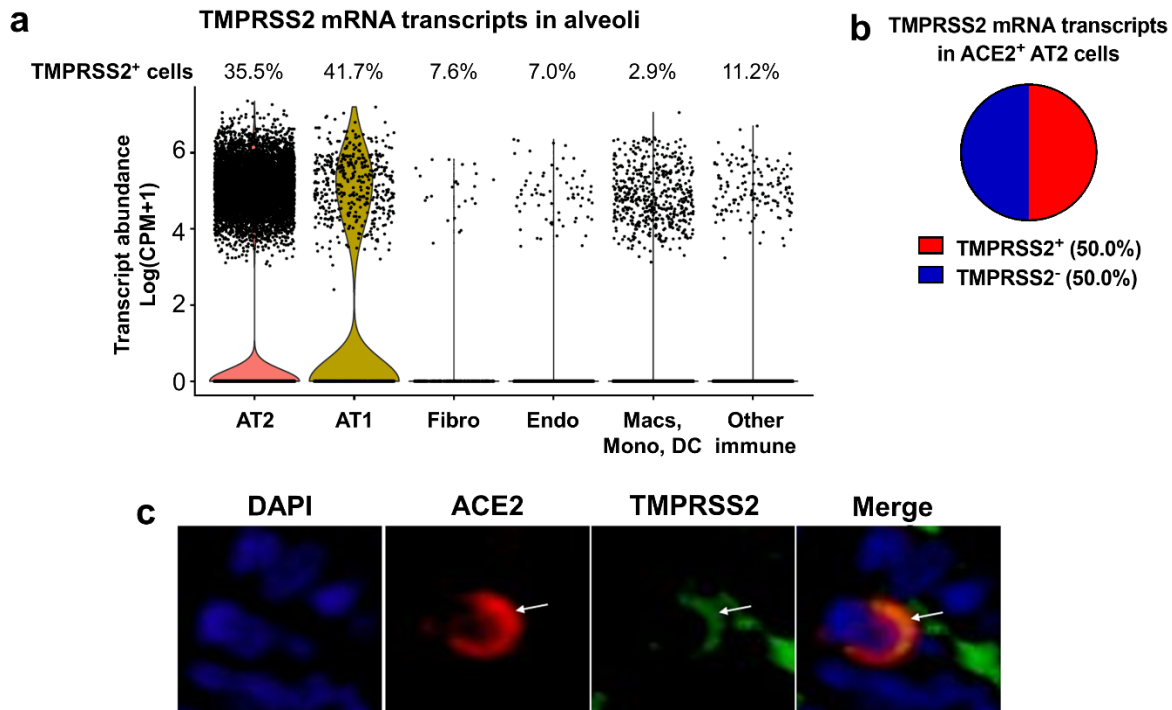 a
TMPRSS2 mRNA transcripts in alveoli
TMPRSS2⁺ cells 35.5% 41.7% 7.6% 7.0% 2.9% 11.2%
Transcript abundance
Log(CPM+1)
6
4
2
0
AT2 AT1 Fibro Endo Macs, Mono, DC Other immune
b
TMPRSS2 mRNA transcripts
in ACE2⁺ AT2 cells
TMPRSS2⁺ (50.0%)
TMPRSS2⁻ (50.0%)
c
DAPI ACE2 TMPRSS2 Merge